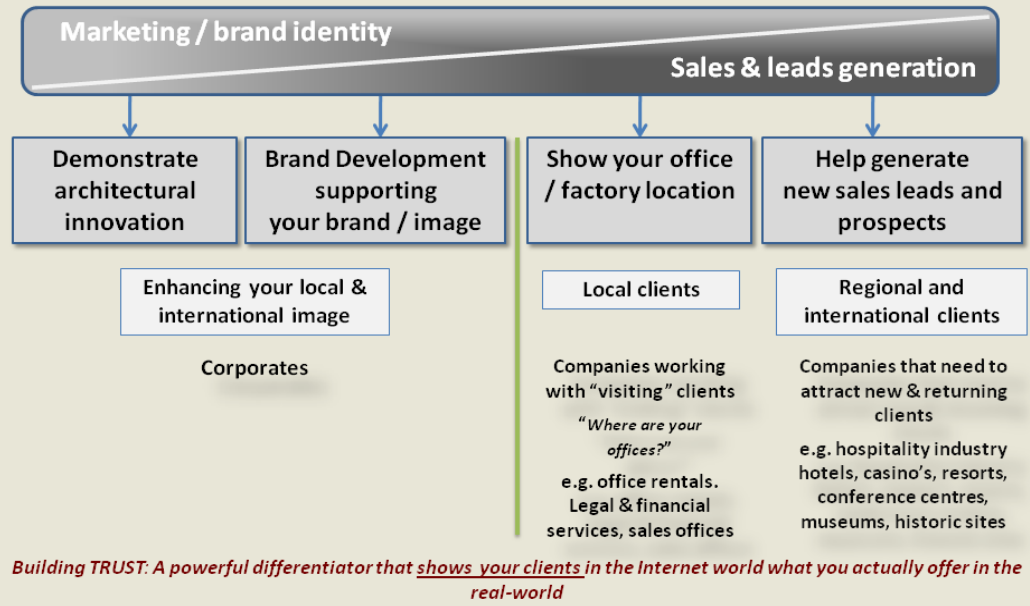 Marketing / brand identity
Sales & leads generation
Demonstrate
architectural
innovation
Brand Development
supporting
your brand / image
Show your office
/ factory location
Help generate
new sales leads and
prospects
Enhancing your local &
international image
Local clients
Regional and
international clients
Corporates
Companies working
with “visiting” clients
“Where are your
offices?”
e.g. office rentals.
Legal & financial
services, sales offices
Companies that need to
attract new & returning
clients
e.g. hospitality industry
hotels, casino’s, resorts,
conference centres,
museums, historic sites
Building TRUST: A powerful differentiator that shows your clients in the Internet world what you actually offer in the
real-world